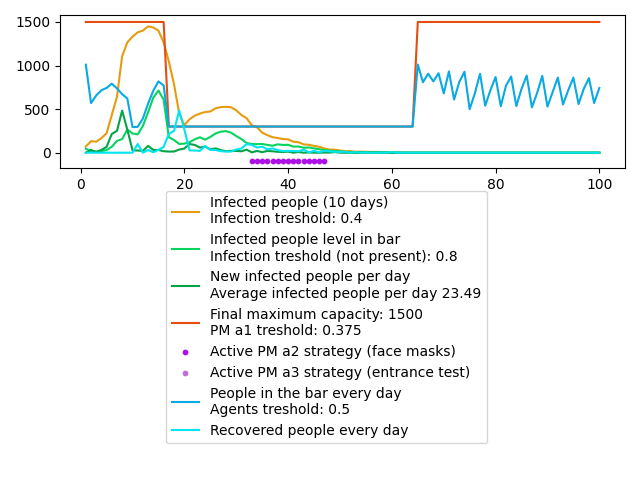 1500
1000
500
0
0 20 40 60 80 100
Infected people (10 days)
Infection treshold: 0.4
Infected people level in bar
Infection treshold (not present): 0.8
New infected people per day
Average infected people per day 23.49
Final maximum capacity: 1500
PM a1 treshold: 0.375
Active PM a2 strategy (face masks)
Active PM a3 strategy (entrance test)
People in the bar every day
Agents treshold: 0.5
Recovered people every day